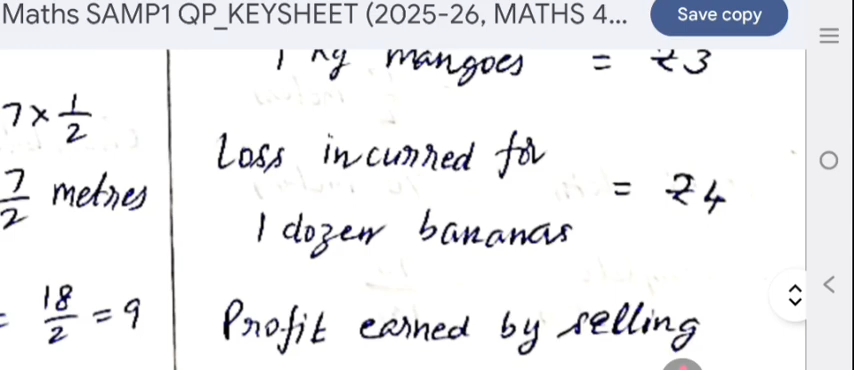 Maths SAMP1 QP_KEYSHEET (2025-26, MATHS 4...
Save copy
7 × 1/2
7/2 metres
= 18/2 = 9
1 kg mangoes = ₹3
Loss incurred for
1 dozen bananas = ₹4
Profit earned by selling